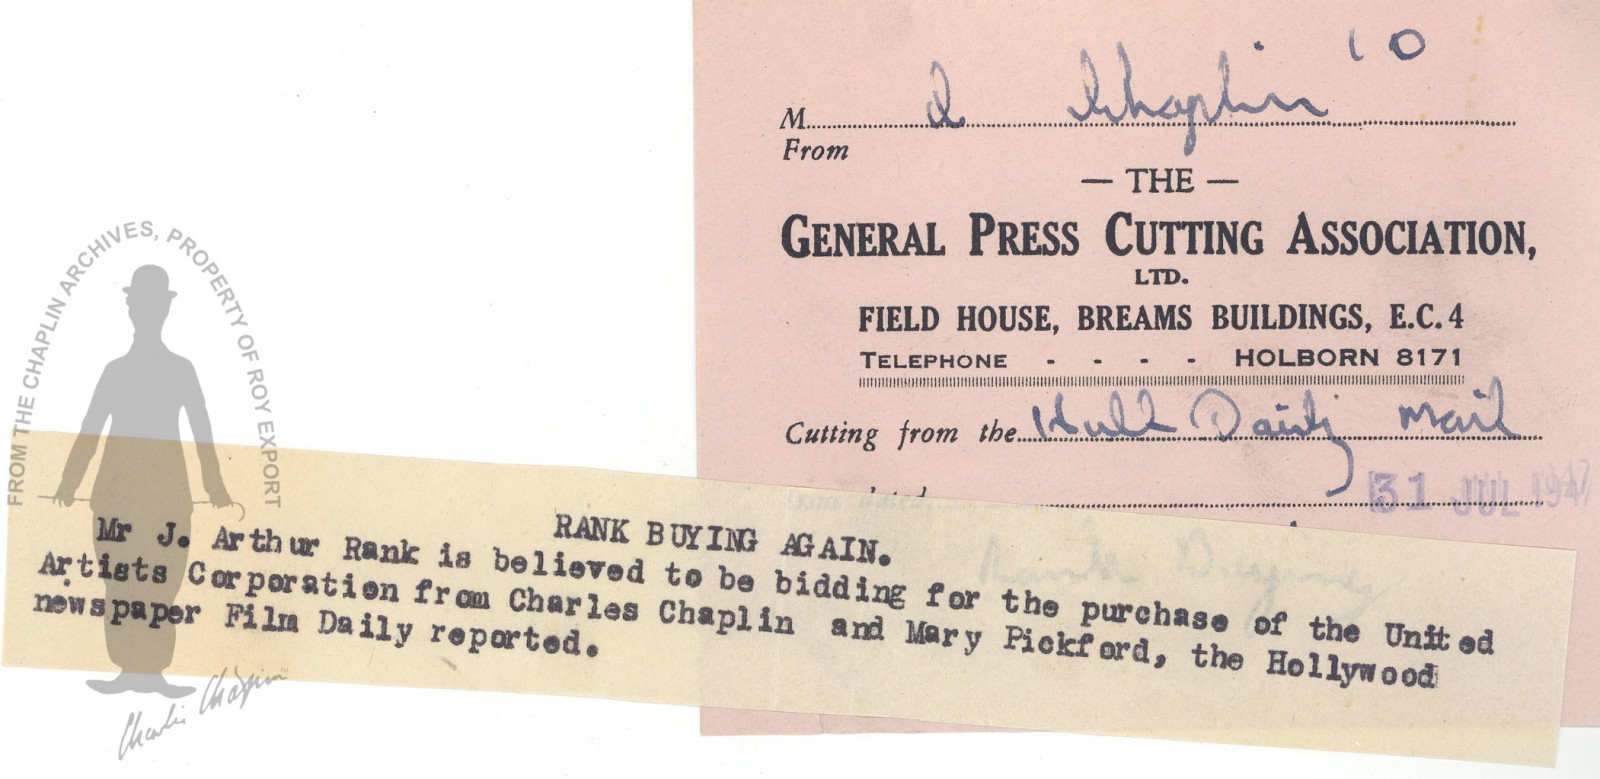 10
M. Chaplin
From
— THE —
GENERAL PRESS CUTTING ASSOCIATION,
LTD.
FIELD HOUSE, BREAMS BUILDINGS, E.C.4
TELEPHONE - - - - HOLBORN 8171
Cutting from the Hull Daily Mail
31 JUL 1947
RANK BUYING AGAIN.
Mr J. Arthur Rank is believed to be bidding for the purchase of the United
Artists Corporation from Charles Chaplin and Mary Pickford, the Hollywood
newspaper Film Daily reported.
FROM THE CHAPLIN ARCHIVES, PROPERTY OF ROY EXPORT
Charlie Chaplin